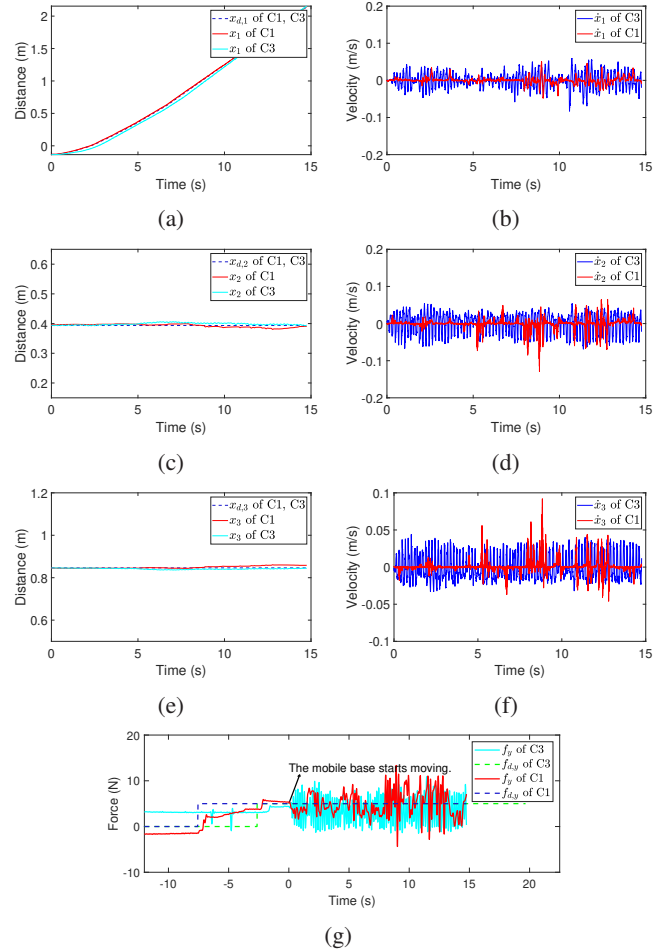 2
1.5
1
0.5
0
0 5 10 15
Distance (m)
Time (s)
x_{d,1} of C1, C3
x_1 of C1
x_1 of C3
(a)
0.2
0.1
0
-0.1
-0.2
0 5 10 15
Velocity (m/s)
Time (s)
ẋ_1 of C3
ẋ_1 of C1
(b)
0.6
0.5
0.4
0.3
0.2
0 5 10 15
Distance (m)
Time (s)
x_{d,2} of C1, C3
x_2 of C1
x_2 of C3
(c)
0.2
0.1
0
-0.1
-0.2
0 5 10 15
Velocity (m/s)
Time (s)
ẋ_2 of C3
ẋ_2 of C1
(d)
1.2
1
0.8
0.6
0 5 10 15
Distance (m)
Time (s)
x_{d,3} of C1, C3
x_3 of C1
x_3 of C3
(e)
0.1
0.05
0
-0.05
-0.1
0 5 10 15
Velocity (m/s)
Time (s)
ẋ_3 of C3
ẋ_3 of C1
(f)
20
10
0
-10
-10 -5 0 5 10 15 20
Force (N)
Time (s)
The mobile base starts moving.
f_y of C3
f_{d,y} of C3
f_y of C1
f_{d,y} of C1
(g)